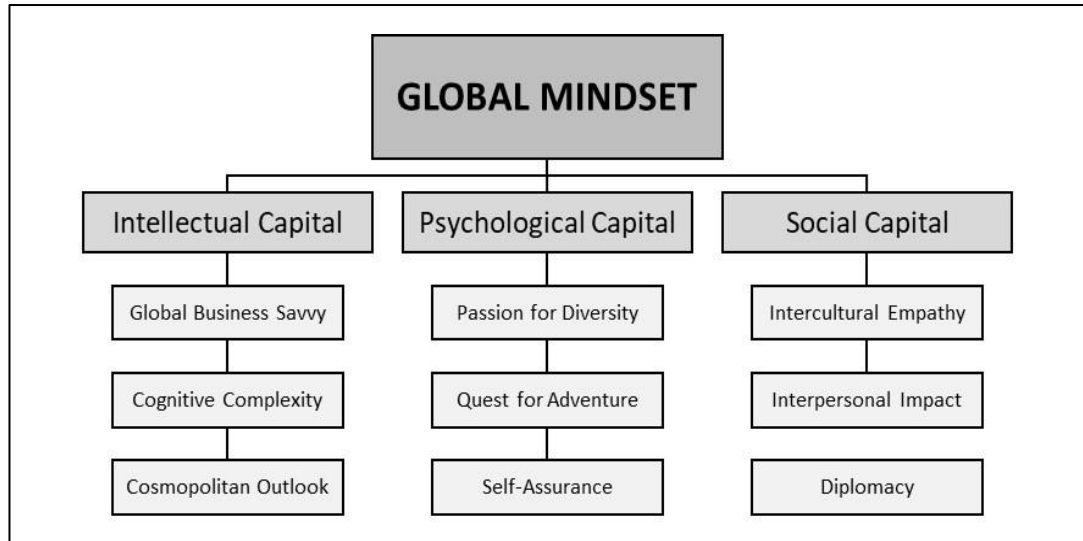 GLOBAL MINDSET
Intellectual Capital
Psychological Capital
Social Capital
Global Business Savvy
Passion for Diversity
Intercultural Empathy
Cognitive Complexity
Quest for Adventure
Interpersonal Impact
Cosmopolitan Outlook
Self-Assurance
Diplomacy